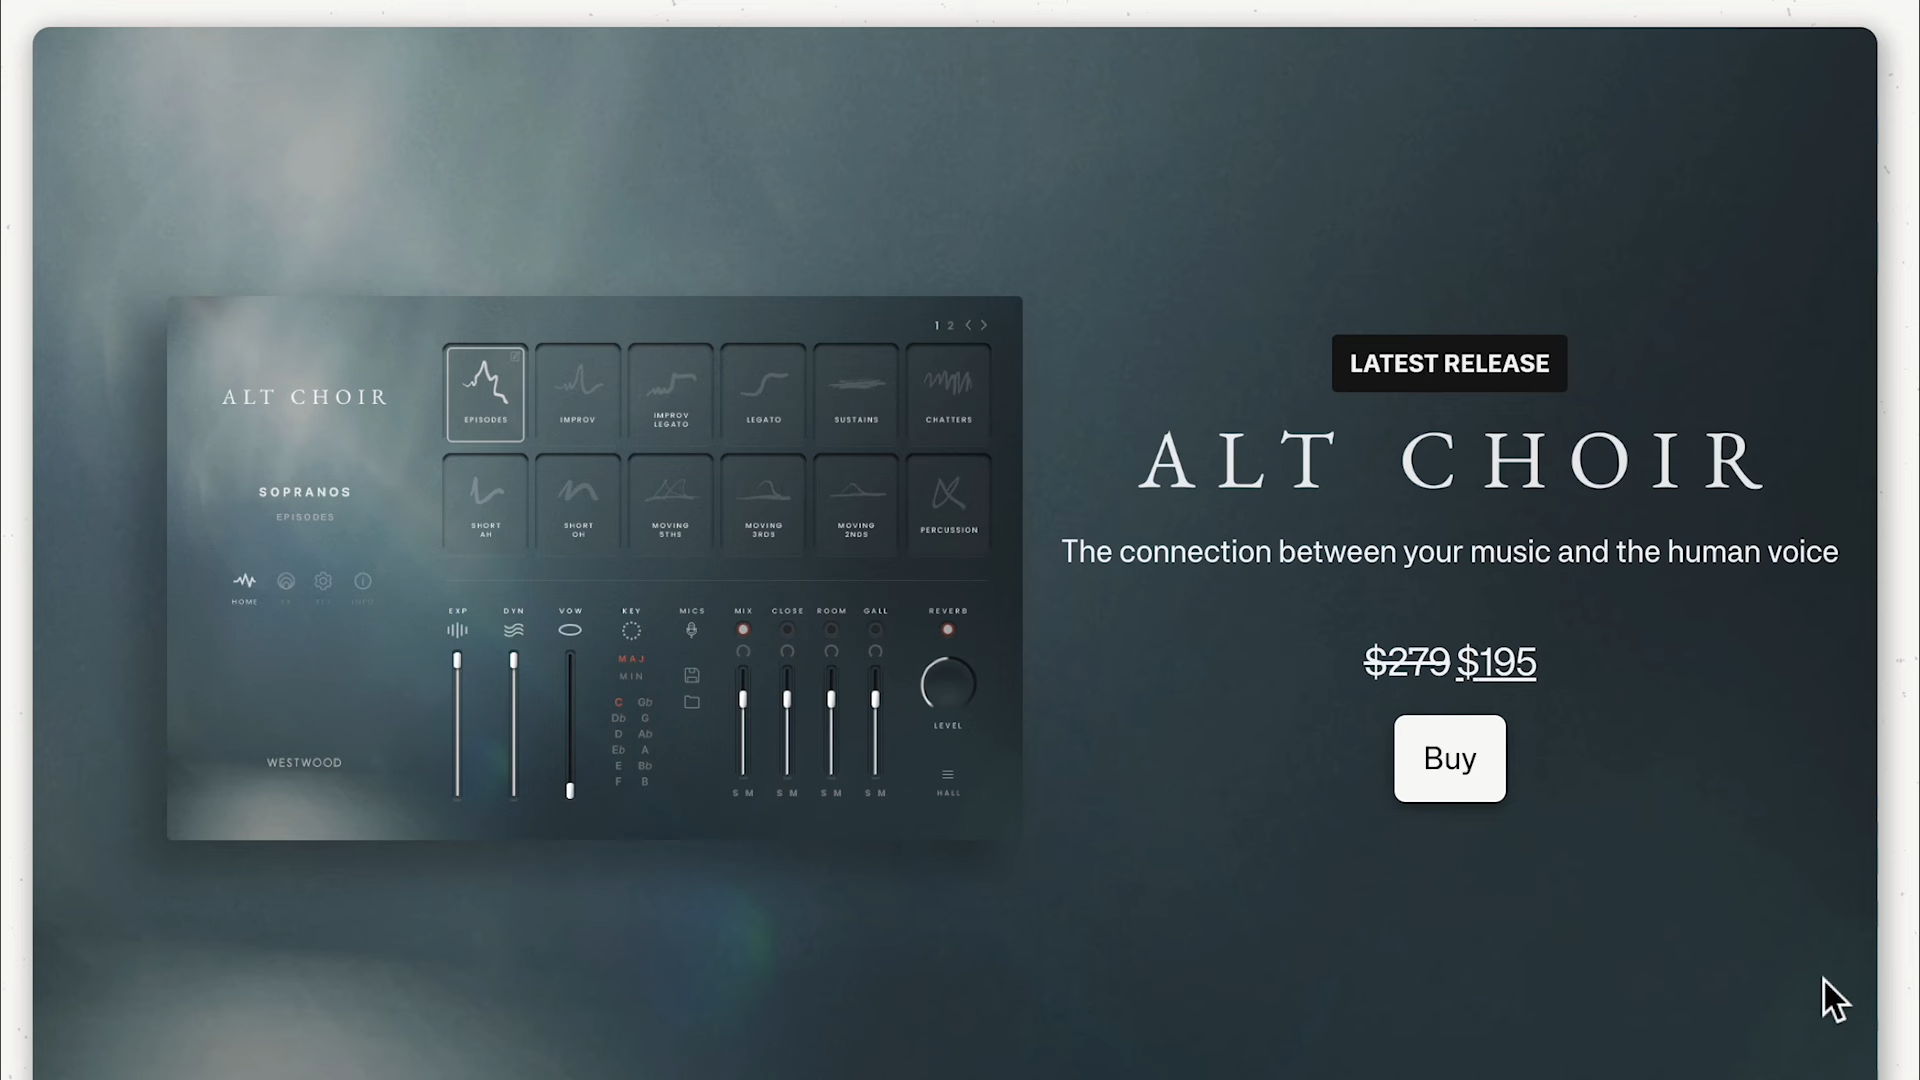 1 2
ALT CHOIR
SOPRANOS
EPISODES
HOME
WESTWOOD
EPISODES
IMPROV
IMPROV
LEGATO
LEGATO
SUSTAINS
CHATTERS
SHORT
AH
SHORT
OH
MOVING
5THS
MOVING
3RDS
MOVING
2NDS
PERCUSSION
EXP DYN VOW KEY MICS MIX CLOSE ROOM GALL REVERB
MAJ
MIN
C Gb
Db G
D Ab
Eb A
E Bb
F B
S M S M S M S M
LEVEL
HALL
LATEST RELEASE
ALT CHOIR
The connection between your music and the human voice
$279 $195
Buy